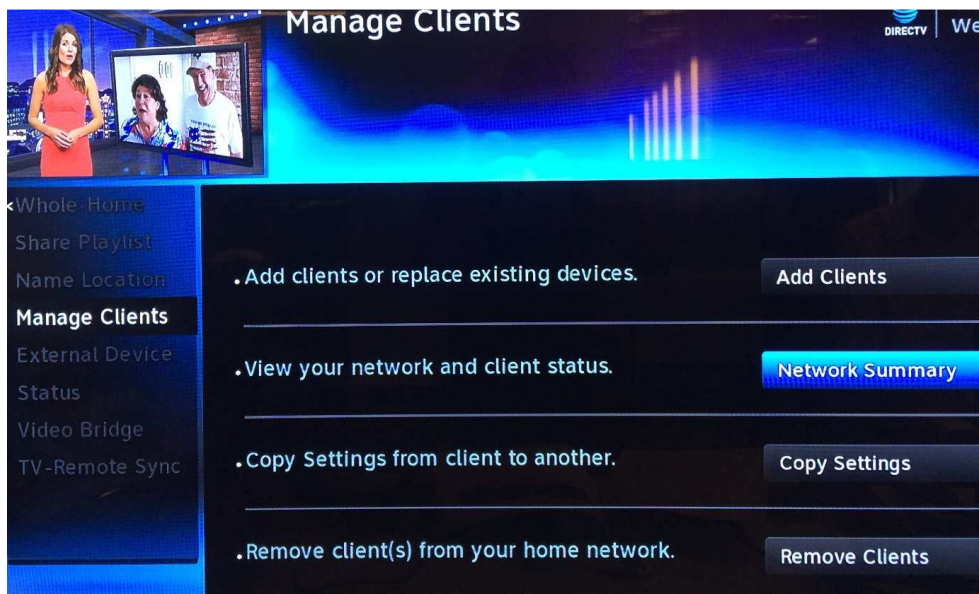 Manage Clients
DIRECTV
We
<Whole-Home
Share Playlist
Name Location
Manage Clients
External Device
Status
Video Bridge
TV-Remote Sync
.Add clients or replace existing devices.
Add Clients
.View your network and client status.
Network Summary
.Copy Settings from client to another.
Copy Settings
.Remove client(s) from your home network.
Remove Clients